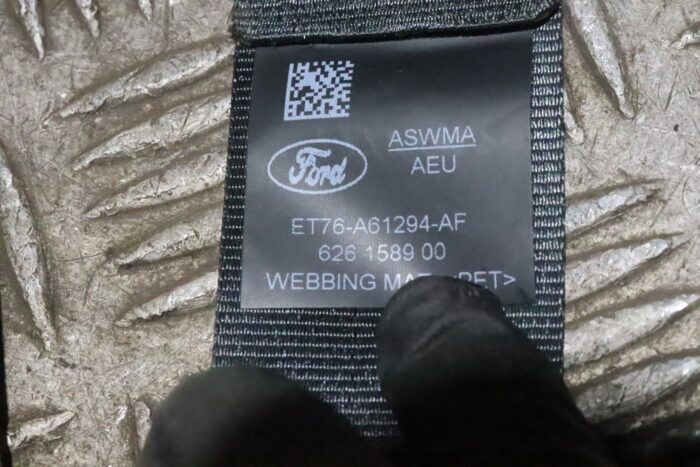 ASWMA
Ford
AEU
ET76-A61294-AF
626 1589 00
WEBBING